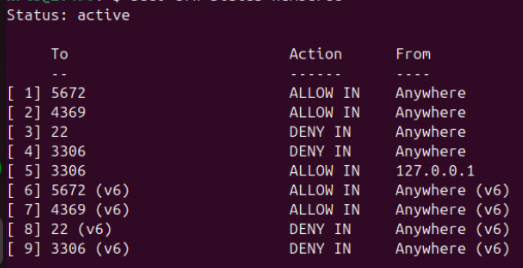 Status: active
To Action From
-- ------ ----
[ 1] 5672 ALLOW IN Anywhere
[ 2] 4369 ALLOW IN Anywhere
[ 3] 22 DENY IN Anywhere
[ 4] 3306 DENY IN Anywhere
[ 5] 3306 ALLOW IN 127.0.0.1
[ 6] 5672 (v6) ALLOW IN Anywhere (v6)
[ 7] 4369 (v6) ALLOW IN Anywhere (v6)
[ 8] 22 (v6) DENY IN Anywhere (v6)
[ 9] 3306 (v6) DENY IN Anywhere (v6)